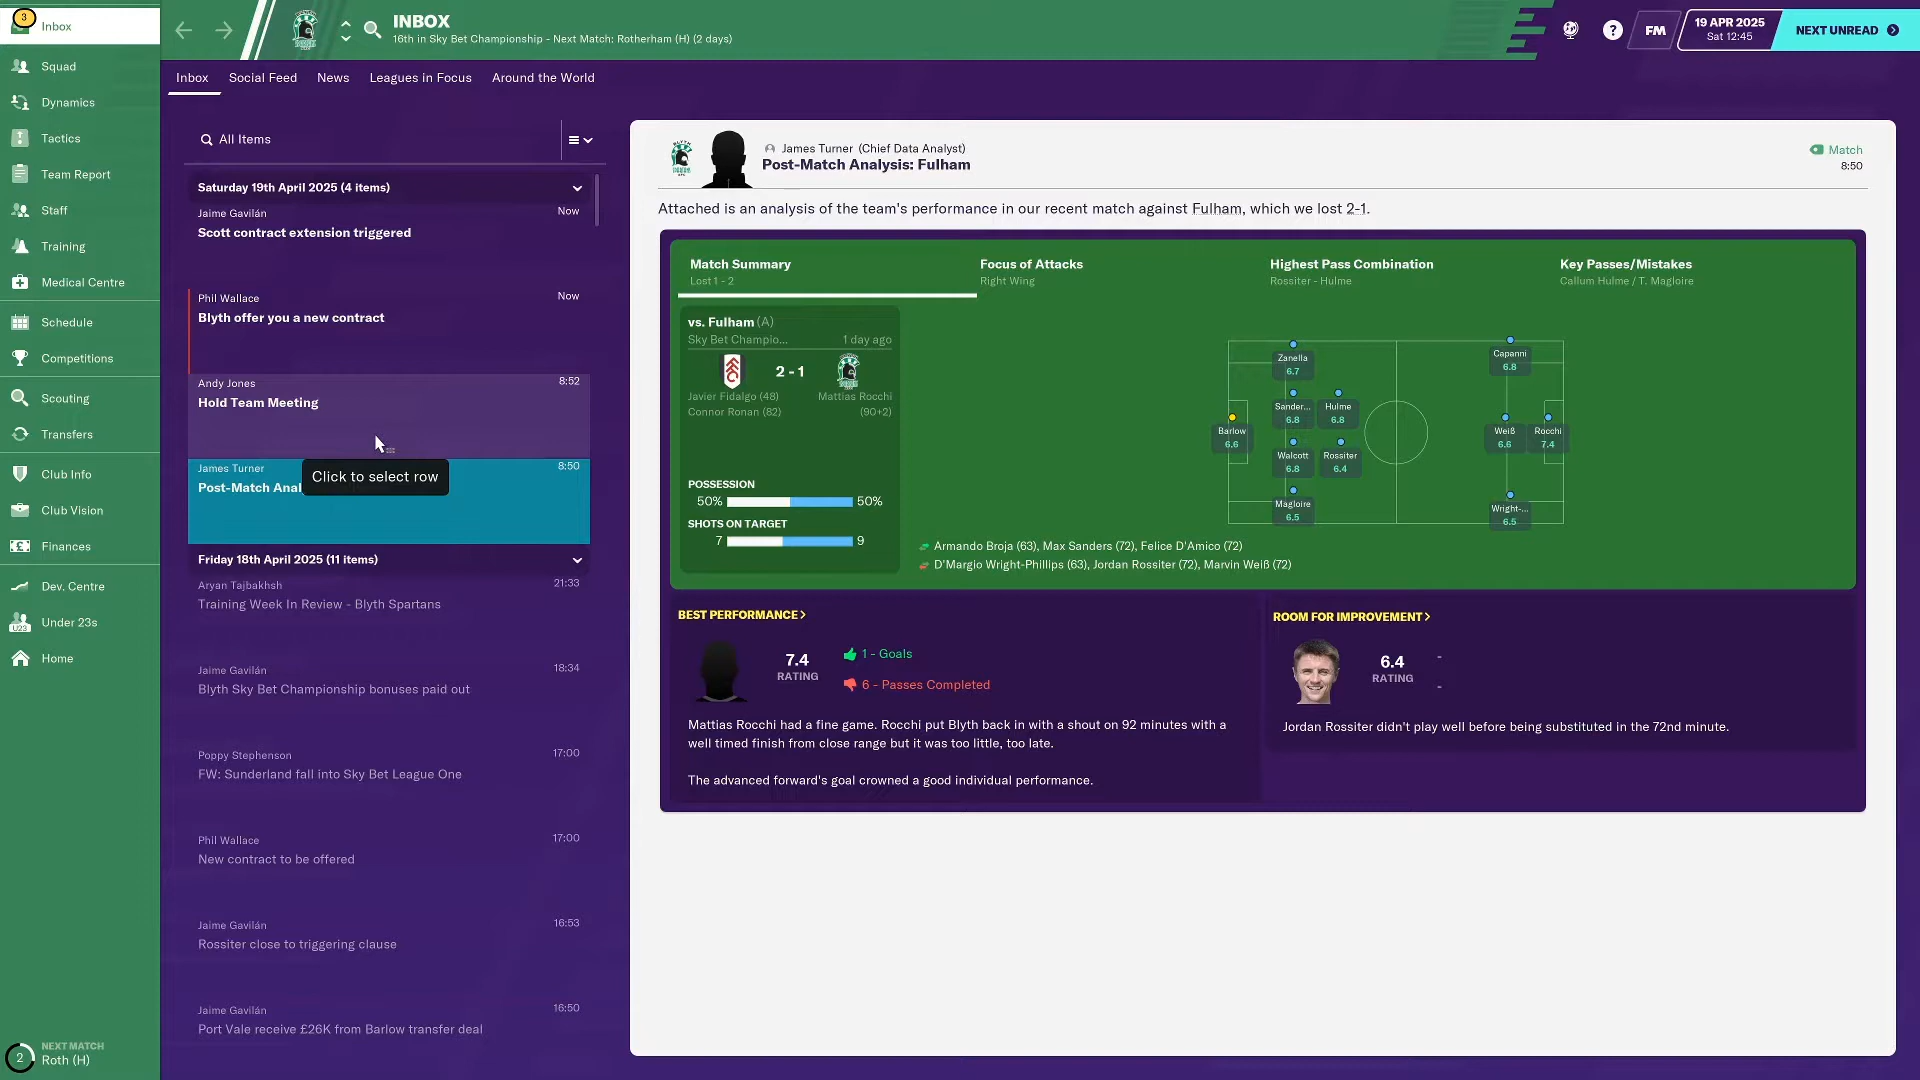 3
Inbox
Squad
Dynamics
Tactics
Team Report
Staff
Training
Medical Centre
Schedule
Competitions
Scouting
Transfers
Club Info
Club Vision
Finances
Dev. Centre
U23
Under 23s
Home
2
NEXT MATCH
Roth (H)
INBOX
16th in Sky Bet Championship - Next Match: Rotherham (H) (2 days)
?
FM
19 APR 2025
Sat 12:45
NEXT UNREAD
Inbox Social Feed News Leagues in Focus Around the World
All Items
Saturday 19th April 2025 (4 items)
Jaime Gavilán Now
Scott contract extension triggered
Phil Wallace Now
Blyth offer you a new contract
Andy Jones 8:52
Hold Team Meeting
James Turner 8:50
Post-Match Anal
Click to select row
Friday 18th April 2025 (11 items)
Aryan Tajbakhsh 21:33
Training Week In Review - Blyth Spartans
Jaime Gavilán 18:34
Blyth Sky Bet Championship bonuses paid out
Poppy Stephenson 17:00
FW: Sunderland fall into Sky Bet League One
Phil Wallace 17:00
New contract to be offered
Jaime Gavilán 16:53
Rossiter close to triggering clause
Jaime Gavilán 16:50
Port Vale receive £26K from Barlow transfer deal
James Turner (Chief Data Analyst)
Post-Match Analysis: Fulham
Match
8:50
Attached is an analysis of the team's performance in our recent match against Fulham, which we lost 2-1.
Match Summary
Lost 1 - 2
Focus of Attacks
Right Wing
Highest Pass Combination
Rossiter - Hulme
Key Passes/Mistakes
Callum Hulme / T. Magloire
vs. Fulham (A)
Sky Bet Champio... 1 day ago
2 - 1
Javier Fidalgo (48)
Connor Ronan (82)
Mattias Rocchi
(90+2)
POSSESSION
50% 50%
SHOTS ON TARGET
7 9
Zanella
6.7
Sander...
6.8
Hulme
6.8
Barlow
6.6
Walcott
6.8
Rossiter
6.4
Magloire
6.5
Capanni
6.8
Weiß
6.6
Rocchi
7.4
Wright-...
6.5
Armando Broja (63), Max Sanders (72), Felice D'Amico (72)
D'Margio Wright-Phillips (63), Jordan Rossiter (72), Marvin Weiß (72)
BEST PERFORMANCE>
7.4
RATING
1 - Goals
6 - Passes Completed
Mattias Rocchi had a fine game. Rocchi put Blyth back in with a shout on 92 minutes with a
well timed finish from close range but it was too little, too late.
The advanced forward's goal crowned a good individual performance.
ROOM FOR IMPROVEMENT>
6.4
RATING
-
-
Jordan Rossiter didn't play well before being substituted in the 72nd minute.